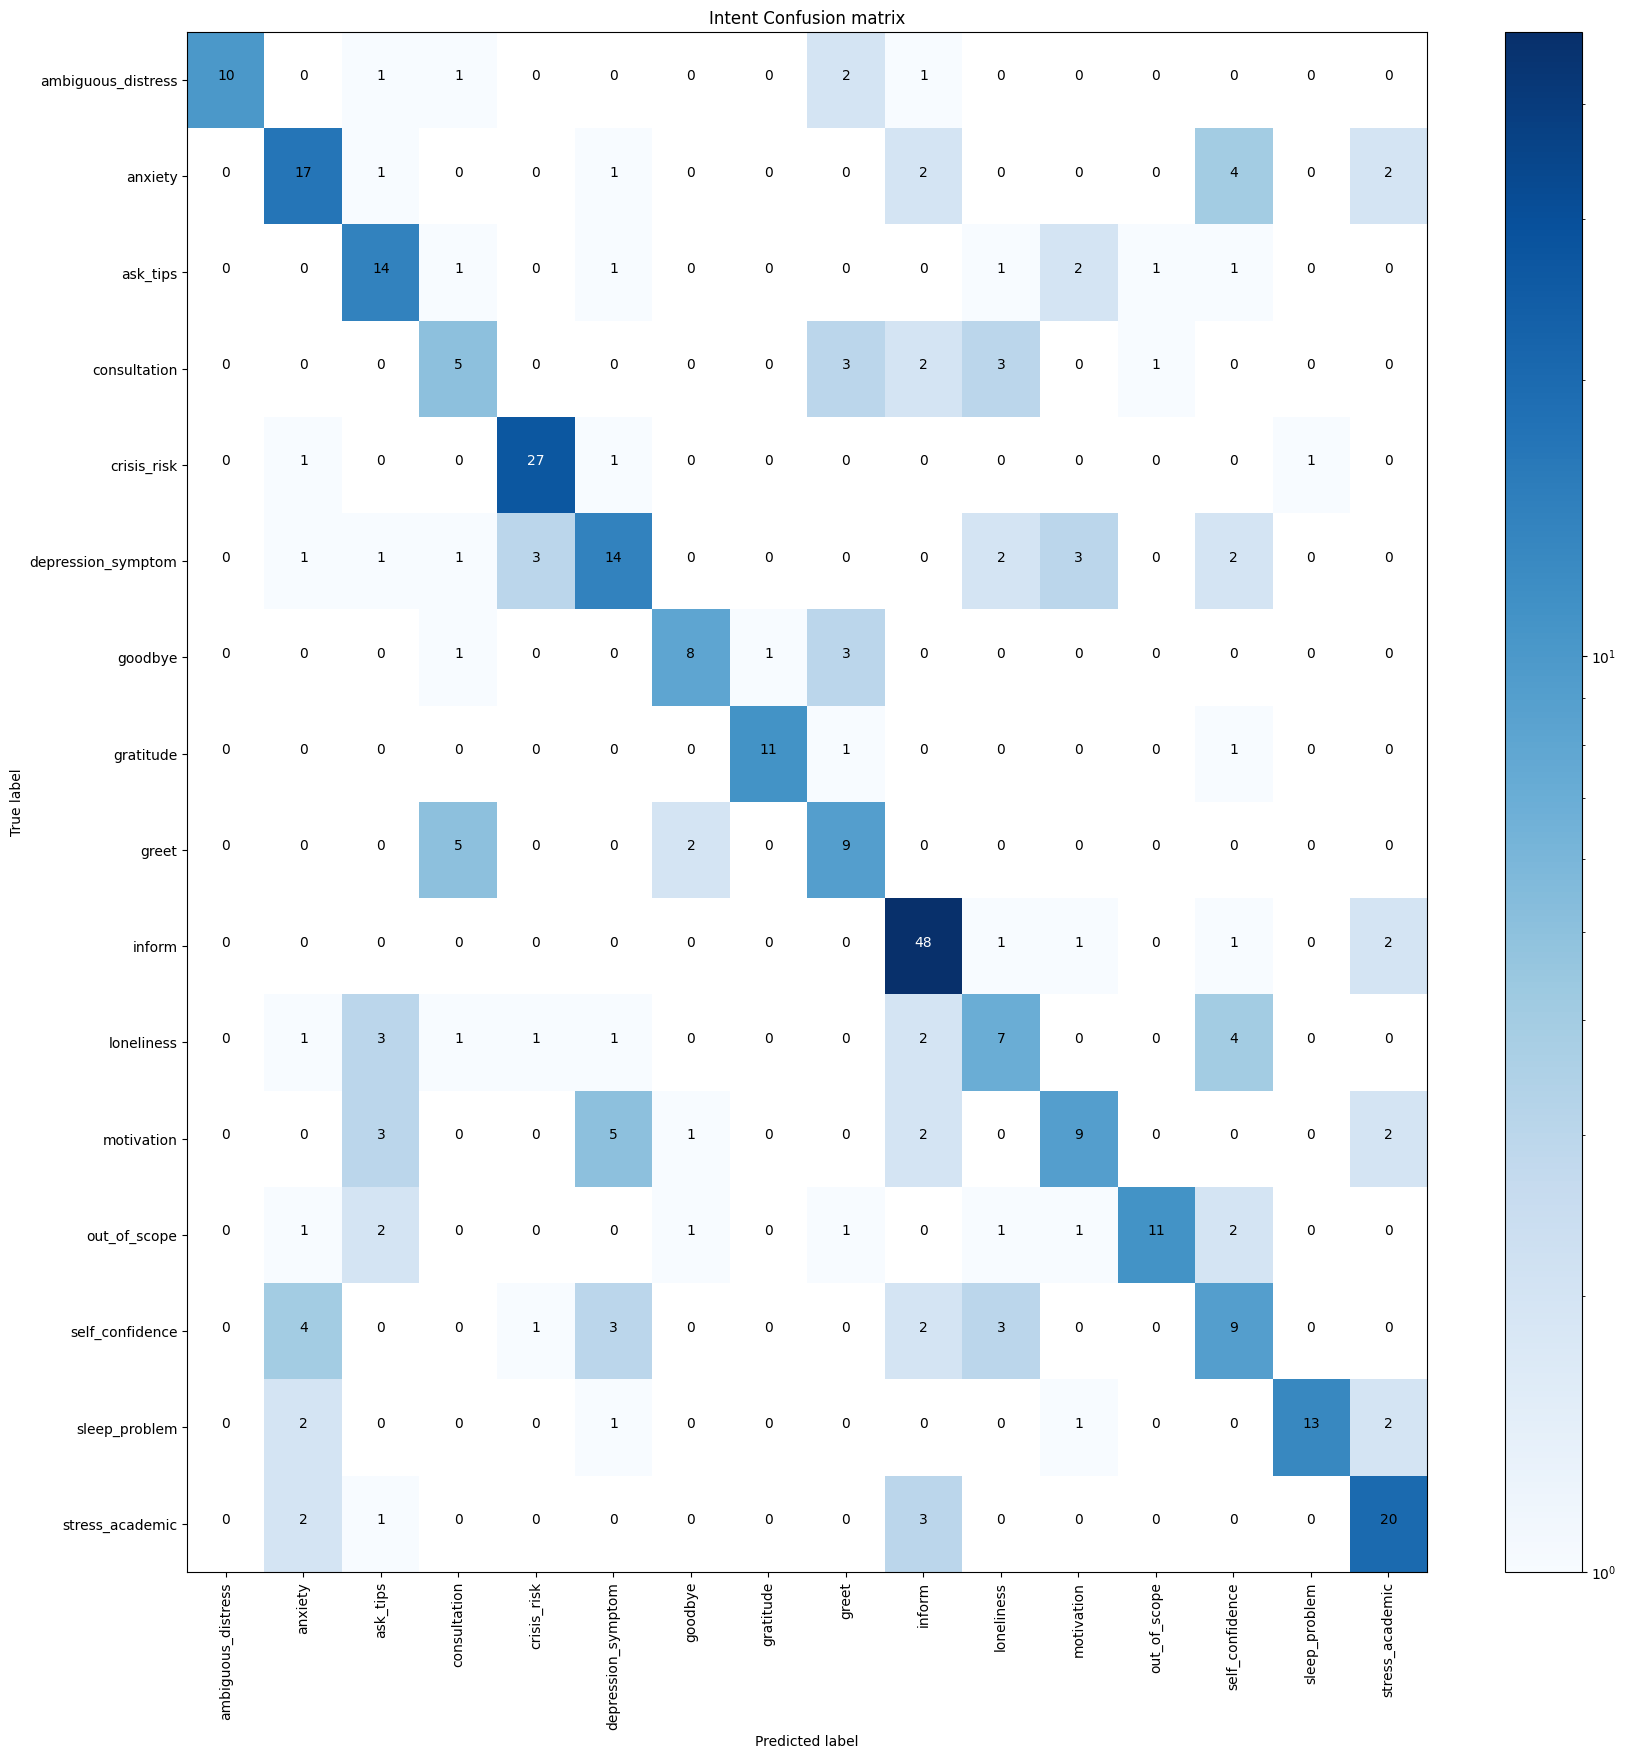 Intent Confusion matrix
ambiguous_distress 10 0 1 1 0 0 0 0 2 1 0 0 0 0 0 0
anxiety 0 17 1 0 0 1 0 0 0 2 0 0 0 4 0 2
ask_tips 0 0 14 1 0 1 0 0 0 0 1 2 1 1 0 0
consultation 0 0 0 5 0 0 0 0 3 2 3 0 1 0 0 0
crisis_risk 0 1 0 0 27 1 0 0 0 0 0 0 0 0 1 0
depression_symptom 0 1 1 1 3 14 0 0 0 0 2 3 0 2 0 0
goodbye 0 0 0 1 0 0 8 1 3 0 0 0 0 0 0 0
gratitude 0 0 0 0 0 0 0 11 1 0 0 0 0 1 0 0
greet 0 0 0 5 0 0 2 0 9 0 0 0 0 0 0 0
inform 0 0 0 0 0 0 0 0 0 48 1 1 0 1 0 2
loneliness 0 1 3 1 1 1 0 0 0 2 7 0 0 4 0 0
motivation 0 0 3 0 0 5 1 0 0 2 0 9 0 0 0 2
out_of_scope 0 1 2 0 0 0 1 0 1 0 1 1 11 2 0 0
self_confidence 0 4 0 0 1 3 0 0 0 2 3 0 0 9 0 0
sleep_problem 0 2 0 0 0 1 0 0 0 0 0 1 0 0 13 2
stress_academic 0 2 1 0 0 0 0 0 0 3 0 0 0 0 0 20
True label
ambiguous_distress
anxiety
ask_tips
consultation
crisis_risk
depression_symptom
goodbye
gratitude
greet
inform
loneliness
motivation
out_of_scope
self_confidence
sleep_problem
stress_academic
Predicted label
10¹
10⁰